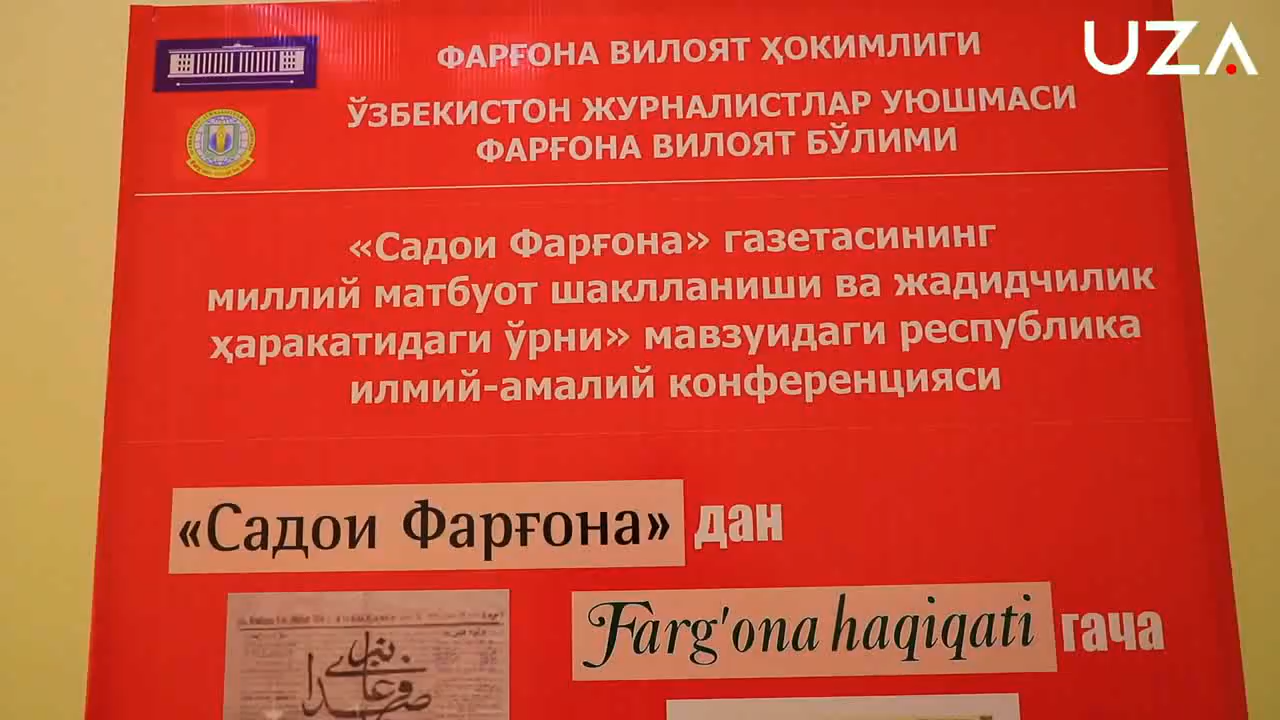 UZA
ФАРҒОНА ВИЛОЯТ ҲОКИМЛИГИ
ЎЗБЕКИСТОН ЖУРНАЛИСТЛАР УЮШМАСИ
ФАРҒОНА ВИЛОЯТ БЎЛИМИ
«Садои Фарғона» газетасининг
миллий матбуот шаклланиши ва жадидчилик
ҳаракатидаги ўрни» мавзуидаги республика
илмий-амалий конференцияси
«Садои Фарғона» дан
Farg'ona haqiqati гача